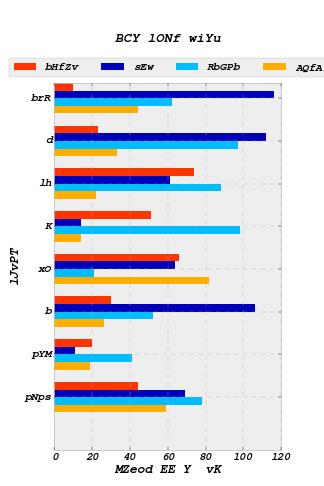 BCY lONf wiYu
bHfZv sEw RbGPb AQfA
brR
d
lh
K
xO
b
pYM
pNps
lJvPT
0 20 40 60 80 100 120
MZeod EE Y vK